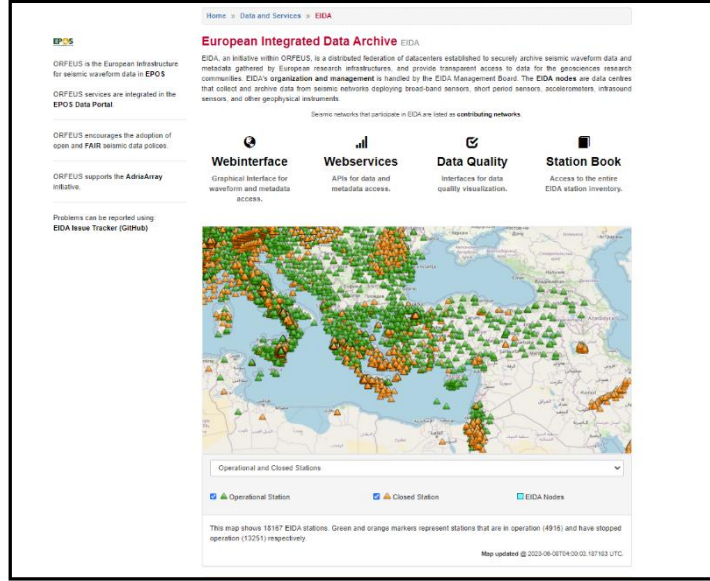 Home » Data and Services » EIDA
EPOS
ORFEUS is the European Infrastructure
for seismic waveform data in EPOS
ORFEUS services are integrated in the
EPOS Data Portal.
ORFEUS encourages the adoption of
open and FAIR seismic data polices.
ORFEUS supports the AdriaArray
initiative.
Problems can be reported using:
EIDA Issue Tracker (GitHub)
European Integrated Data Archive EIDA
EIDA, an initiative within ORFEUS, is a distributed federation of datacenters established to securely archive seismic waveform data and
metadata gathered by European research infrastructures, and provide transparent access to data for the geosciences research
communities. EIDA's organization and management is handled by the EIDA Management Board. The EIDA nodes are data centres
that collect and archive data from seismic networks deploying broad-band sensors, short period sensors, accelerometers, infrasound
sensors, and other geophysical instruments.
Seismic networks that participate in EIDA are listed as contributing networks.
Webinterface
Graphical Interface for
waveform and metadata
access.
Webservices
APIs for data and
metadata access.
Data Quality
Interfaces for data
quality visualization.
Station Book
Access to the entire
EIDA station inventory.
Operational and Closed Stations
Operational Station
Closed Station
EIDA Nodes
This map shows 18167 EIDA stations. Green and orange markers represent stations that are in operation (4916) and have stopped
operation (13251) respectively.
Map updated @ 2023-06-08T04:00:03.187183 UTC.